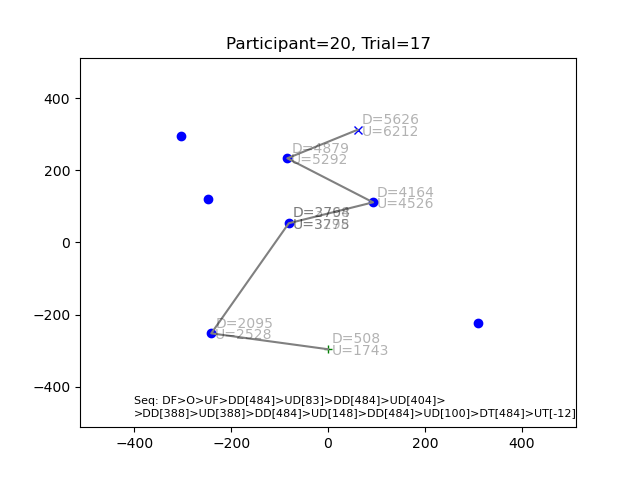 Participant=20, Trial=17
400
200
0
−200
−400
D=5626
U=6212
D=4879
U=5292
D=4164
U=4526
D=2095
U=2528
D=508
U=1743
Seq: DF>O>UF>DD[484]>UD[83]>DD[484]>UD[404]>
>DD[388]>UD[388]>DD[484]>UD[148]>DD[484]>UD[100]>DT[484]>UT[-12]
−400
−200
0
200
400